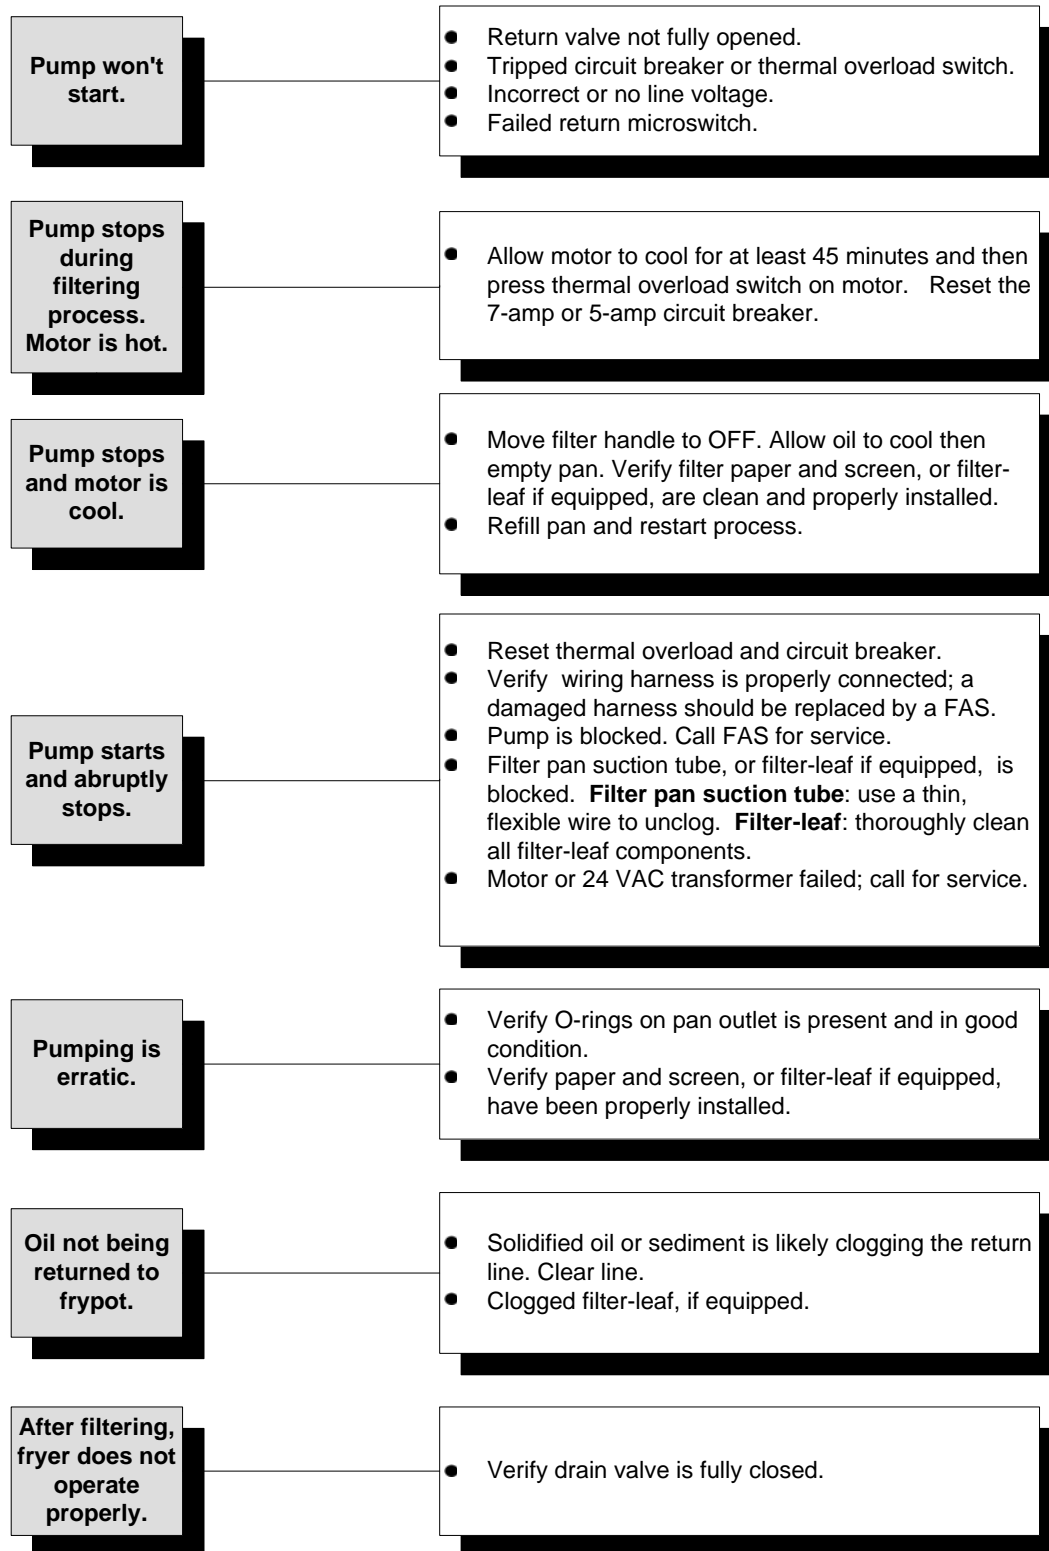 Pump won't
start.
● Return valve not fully opened.
● Tripped circuit breaker or thermal overload switch.
● Incorrect or no line voltage.
● Failed return microswitch.
Pump stops
during
filtering
process.
Motor is hot.
● Allow motor to cool for at least 45 minutes and then
press thermal overload switch on motor. Reset the
7-amp or 5-amp circuit breaker.
Pump stops
and motor is
cool.
● Move filter handle to OFF. Allow oil to cool then
empty pan. Verify filter paper and screen, or filter-
leaf if equipped, are clean and properly installed.
● Refill pan and restart process.
Pump starts
and abruptly
stops.
● Reset thermal overload and circuit breaker.
● Verify wiring harness is properly connected; a
damaged harness should be replaced by a FAS.
● Pump is blocked. Call FAS for service.
● Filter pan suction tube, or filter-leaf if equipped, is
blocked. Filter pan suction tube: use a thin,
flexible wire to unclog. Filter-leaf: thoroughly clean
all filter-leaf components.
● Motor or 24 VAC transformer failed; call for service.
Pumping is
erratic.
● Verify O-rings on pan outlet is present and in good
condition.
● Verify paper and screen, or filter-leaf if equipped,
have been properly installed.
Oil not being
returned to
frypot.
● Solidified oil or sediment is likely clogging the return
line. Clear line.
● Clogged filter-leaf, if equipped.
After filtering,
fryer does not
operate
properly.
● Verify drain valve is fully closed.